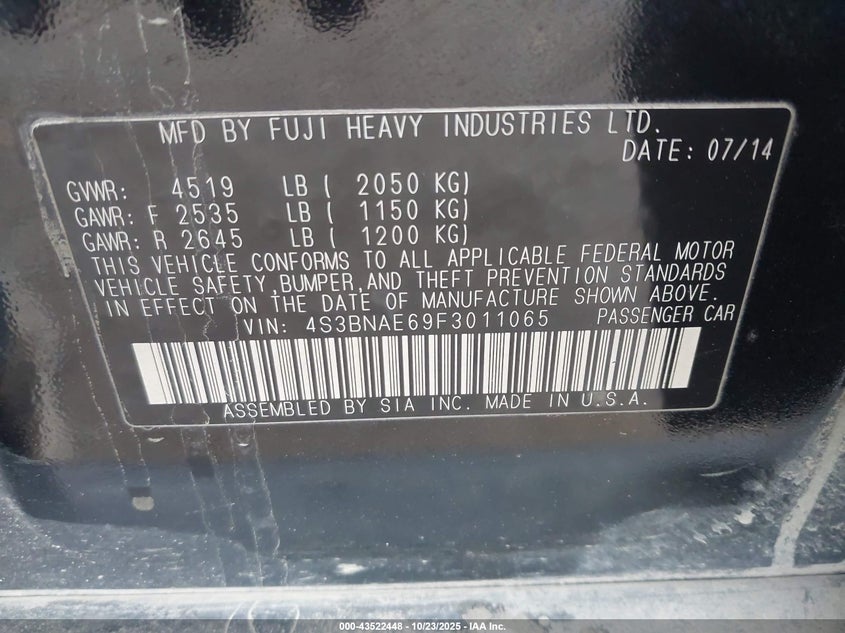 MFD BY FUJI HEAVY INDUSTRIES LTD.
DATE: 07/14
GVWR: 4519 LB ( 2050 KG)
GAWR: F 2535 LB ( 1150 KG)
GAWR: R 2645 LB ( 1200 KG)
THIS VEHICLE CONFORMS TO ALL APPLICABLE FEDERAL MOTOR
VEHICLE SAFETY,BUMPER,AND THEFT PREVENTION STANDARDS
IN EFFECT ON THE DATE OF MANUFACTURE SHOWN ABOVE.
VIN: 4S3BNAE69F3011065 PASSENGER CAR
ASSEMBLED BY SIA INC. MADE IN U.S.A.
000-43522448 - 10/23/2025 - IAA Inc.